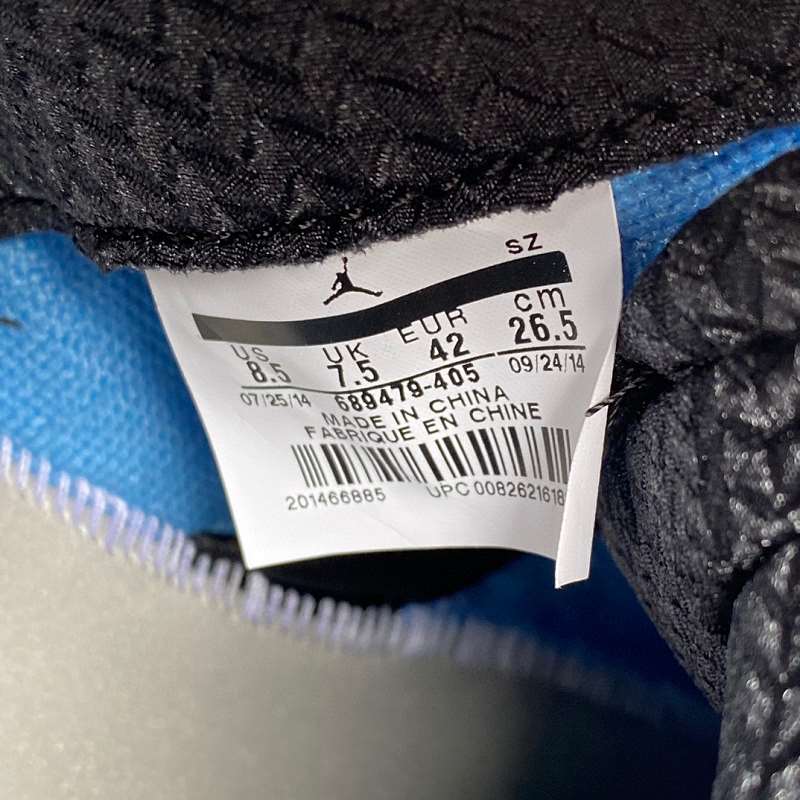 SZ
US UK EUR cm
8.5 7.5 42 26.5
07/25/14 689479-405 09/24/14
MADE IN CHINA
FABRIQUE EN CHINE
201466885 UPC 0082621618